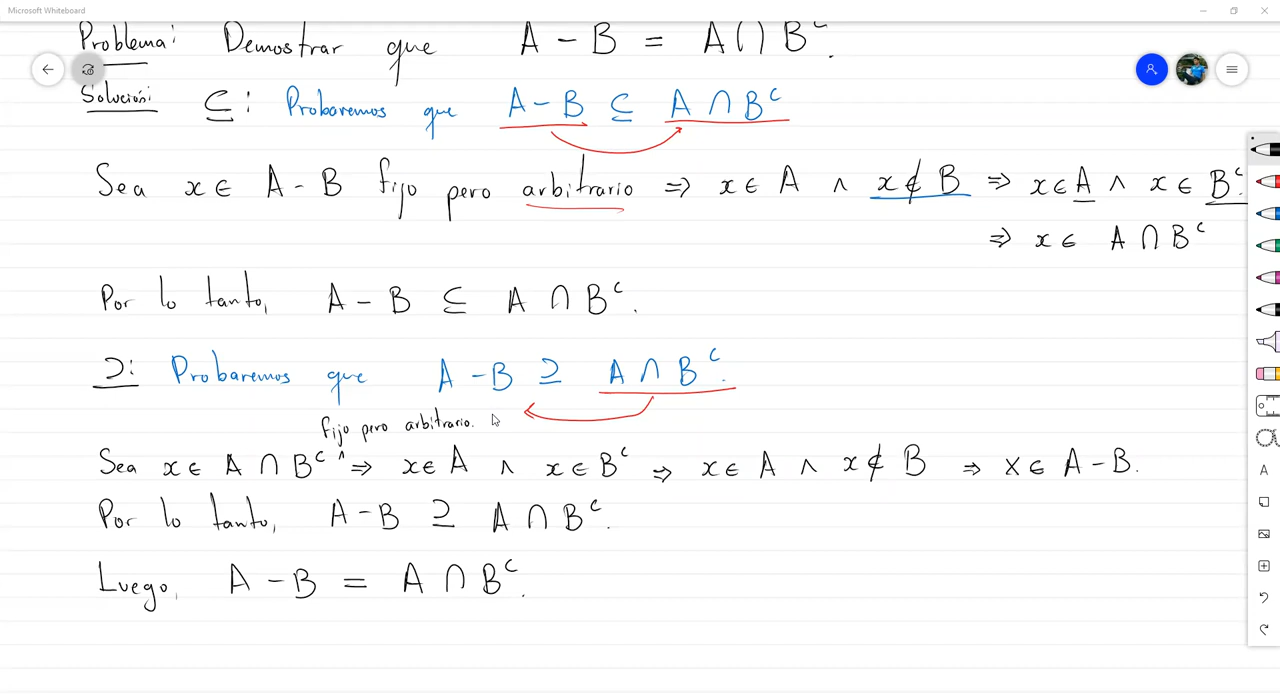 Microsoft Whiteboard
Problema: Demostrar que A - B = A ∩ Bᶜ.
Solución: ⊆: Probaremos que A - B ⊆ A ∩ Bᶜ
Sea x ∈ A - B fijo pero arbitrario ⇒ x ∈ A ∧ x ∉ B ⇒ x ∈ A ∧ x ∈ Bᶜ.
⇒ x ∈ A ∩ Bᶜ
Por lo tanto, A - B ⊆ A ∩ Bᶜ.
⊇: Probaremos que A - B ⊇ A ∩ Bᶜ.
fijo pero arbitrario.
Sea x ∈ A ∩ Bᶜ ^ ⇒ x ∈ A ∧ x ∈ Bᶜ ⇒ x ∈ A ∧ x ∉ B ⇒ x ∈ A - B.
Por lo tanto, A - B ⊇ A ∩ Bᶜ.
Luego, A - B = A ∩ Bᶜ.
A